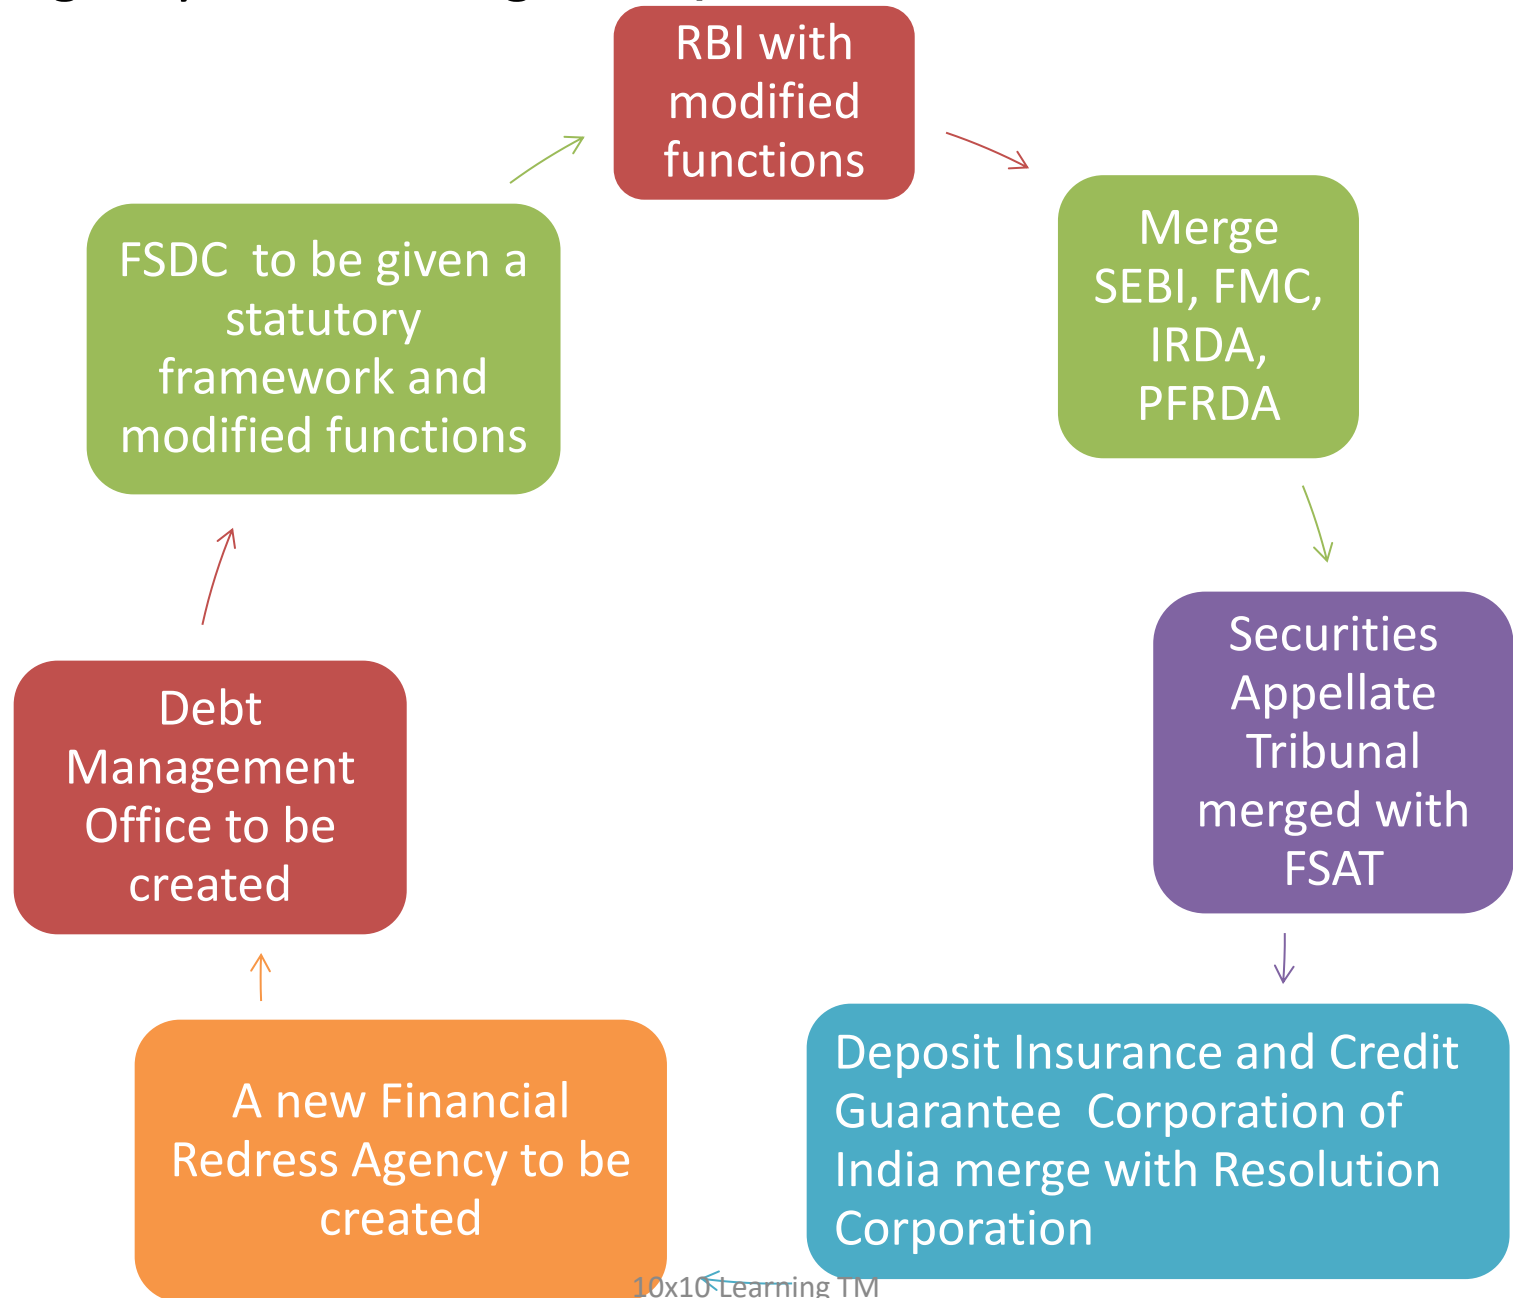 RBI with
modified
functions
Merge
SEBI, FMC,
IRDA,
PFRDA
Securities
Appellate
Tribunal
merged with
FSAT
Deposit Insurance and Credit
Guarantee  Corporation of
India merge with Resolution
Corporation
A new Financial
Redress Agency to be
created
Debt
Management
Office to be
created
FSDC  to be given a
statutory
framework and
modified functions
10x10 Learning TM